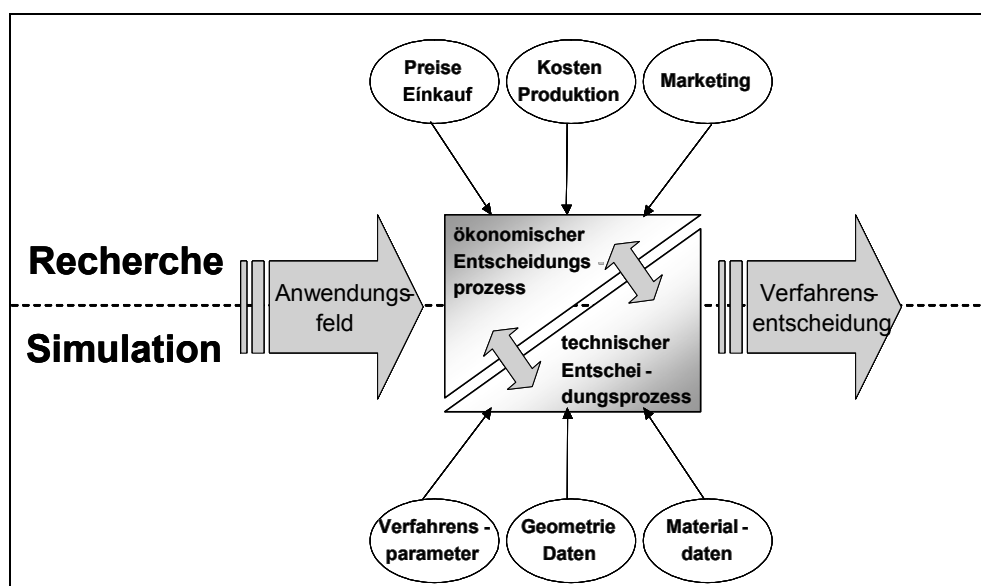 Preise
Eínkauf
Kosten
Produktion
Marketing
Recherche
Simulation
Anwendungs-
feld
ökonomischer
Entscheidungs -
prozess
technischer
Entschei -
dungsprozess
Verfahrens-
entscheidung
Verfahrens -
parameter
Geometrie
Daten
Material -
daten